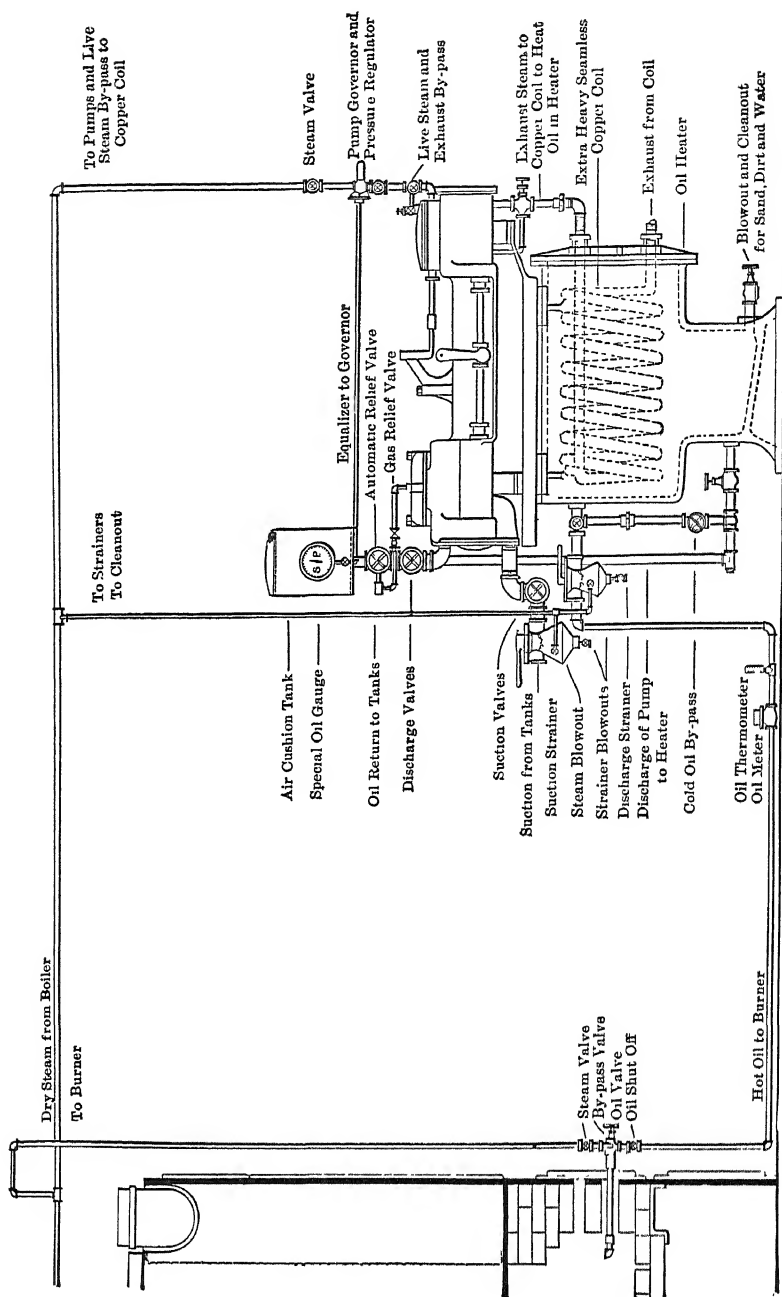 Dry Steam from Boiler
To Burner
To Strainers
To Cleanout
To Pumps and Live
Steam By-pass to
Copper Coil
Steam Valve
Pump Governor and
Pressure Regulator
Live Steam and
Exhaust By-pass
Exhaust Steam to
Copper Coil to Heat
Oil in Heater
Extra Heavy Seamless
Copper Coil
Exhaust from Coil
Oil Heater
Blowout and Cleanout
for Sand, Dirt and Water
Equalizer to Governor
Automatic Relief Valve
Gas Relief Valve
Air Cushion Tank
Special Oil Gauge
Oil Return to Tanks
Discharge Valves
Suction Valves
Suction from Tanks
Suction Strainer
Steam Blowout
Strainer Blowouts
Discharge Strainer
Discharge of Pump
to Heater
Cold Oil By-pass
Oil Thermometer
Oil Meter
Steam Valve
By-pass Valve
Oil Valve
Oil Shut Off
Hot Oil to Burner